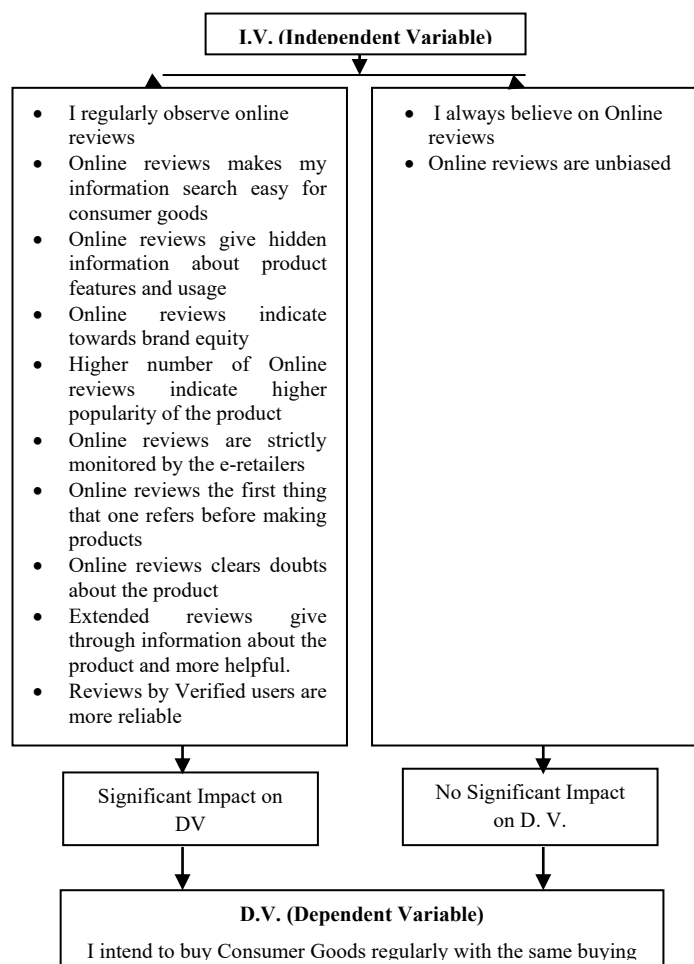 I.V. (Independent Variable)
• I regularly observe online
reviews
• Online reviews makes my
information search easy for
consumer goods
• Online reviews give hidden
information about product
features and usage
• Online reviews indicate
towards brand equity
• Higher number of Online
reviews indicate higher
popularity of the product
• Online reviews are strictly
monitored by the e-retailers
• Online reviews the first thing
that one refers before making
products
• Online reviews clears doubts
about the product
• Extended reviews give
through information about the
product and more helpful.
• Reviews by Verified users are
more reliable
• I always believe on Online
reviews
• Online reviews are unbiased
Significant Impact on
DV
No Significant Impact
on D. V.
D.V. (Dependent Variable)
I intend to buy Consumer Goods regularly with the same buying